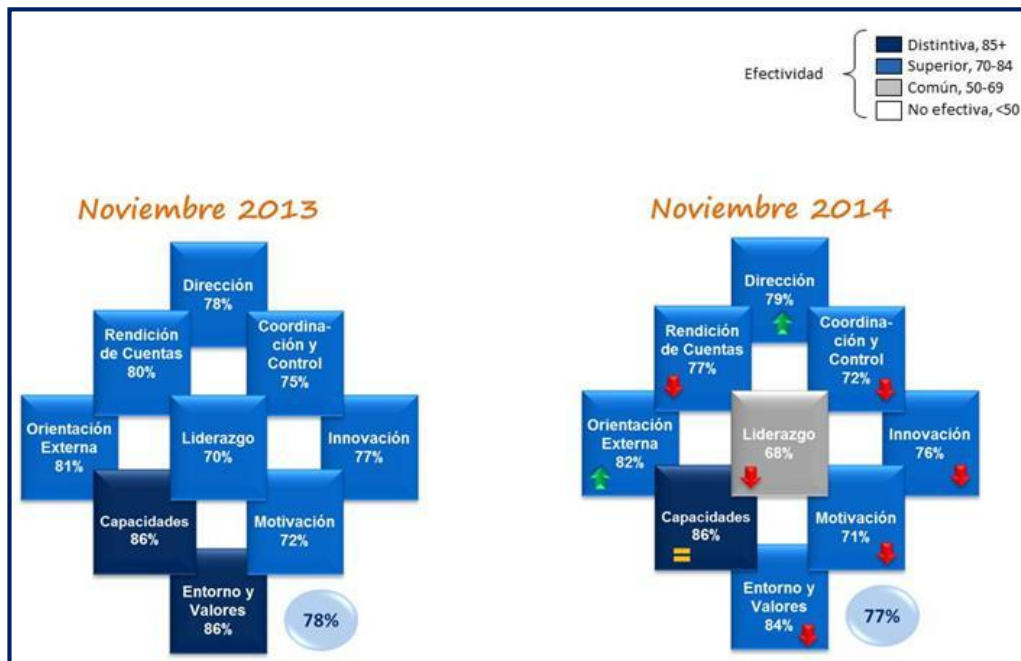 Efectividad
Distintiva, 85+
Superior, 70-84
Común, 50-69
No efectiva, <50
Noviembre 2013
Dirección
78%
Rendición
de Cuentas
80%
Coordina-
ción y
Control
75%
Orientación
Externa
81%
Liderazgo
70%
Innovación
77%
Capacidades
86%
Motivación
72%
Entorno y
Valores
86%
78%
Noviembre 2014
Dirección
79%
Rendición
de Cuentas
77%
Coordina-
ción y
Control
72%
Orientación
Externa
82%
Liderazgo
68%
Innovación
76%
Capacidades
86%
Motivación
71%
Entorno y
Valores
84%
77%